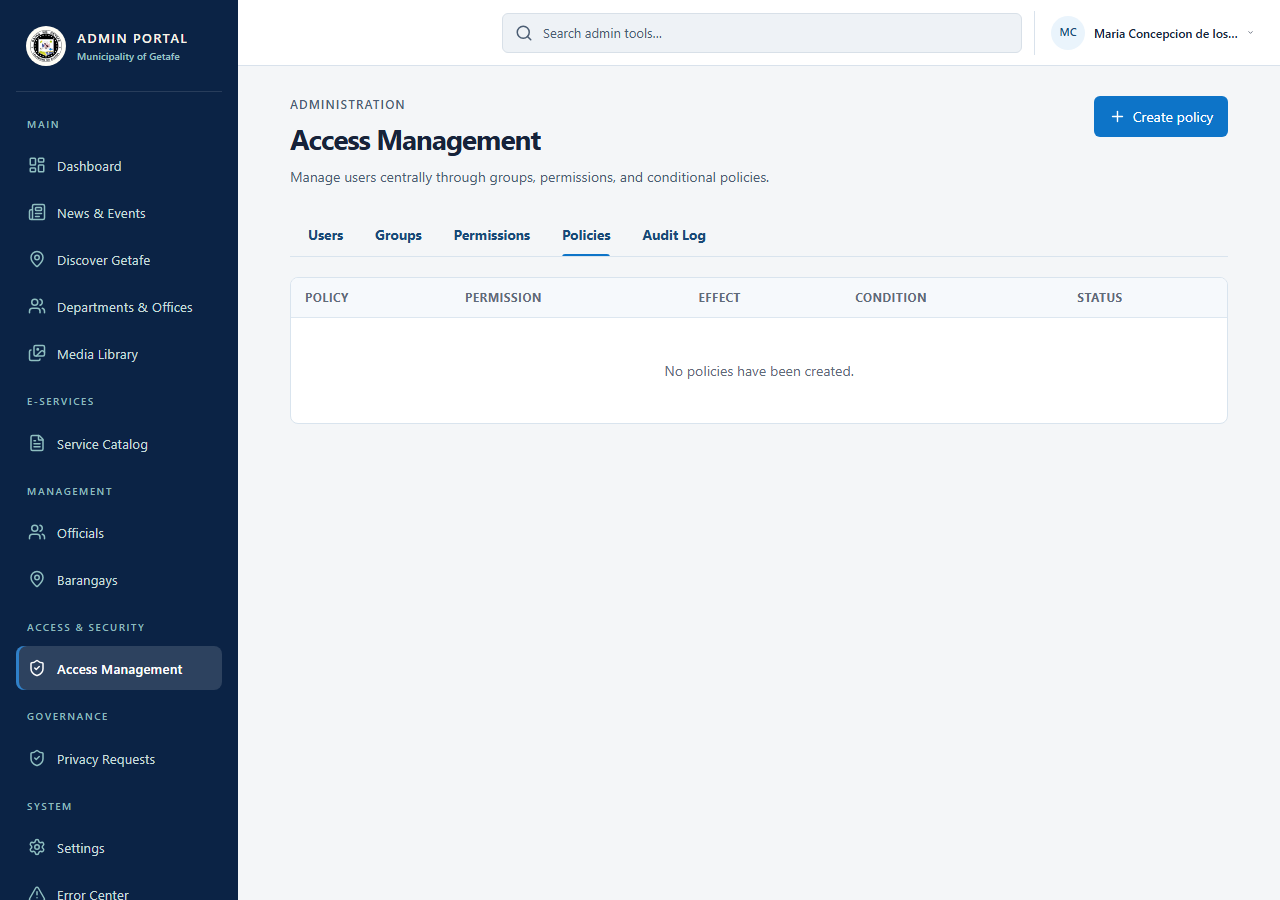 ADMIN PORTAL
Municipality of Getafe
Search admin tools...
MC
Maria Concepcion de los...
MAIN
Dashboard
News & Events
Discover Getafe
Departments & Offices
Media Library
E-SERVICES
Service Catalog
MANAGEMENT
Officials
Barangays
ACCESS & SECURITY
Access Management
GOVERNANCE
Privacy Requests
SYSTEM
Settings
Error Center
ADMINISTRATION
Access Management
Manage users centrally through groups, permissions, and conditional policies.
Create policy
Users Groups Permissions Policies Audit Log
POLICY PERMISSION EFFECT CONDITION STATUS
No policies have been created.